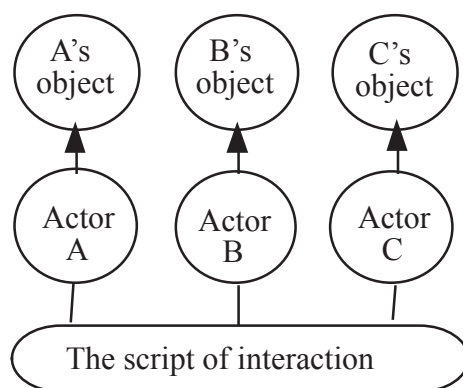 A’s
object
B’s
object
C’s
object
Actor
A
Actor
B
Actor
C
The script of interaction